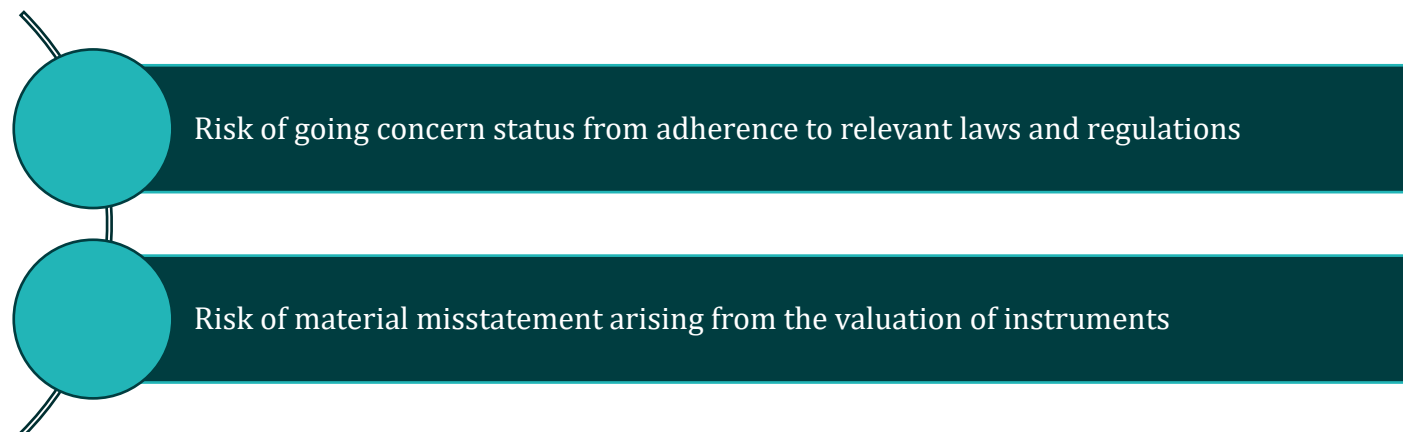 Risk of going concern status from adherence to relevant laws and regulations
Risk of material misstatement arising from the valuation of instruments